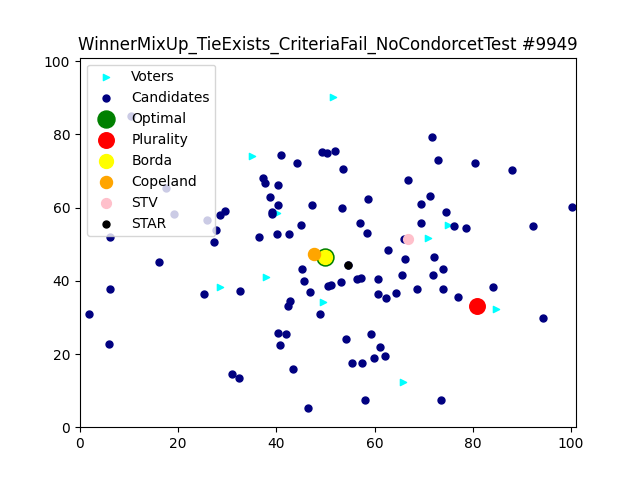 WinnerMixUp_TieExists_CriteriaFail_NoCondorcetTest #9949
100
80
60
40
20
0
Voters
Candidates
Optimal
Plurality
Borda
Copeland
STV
STAR
0 20 40 60 80 100